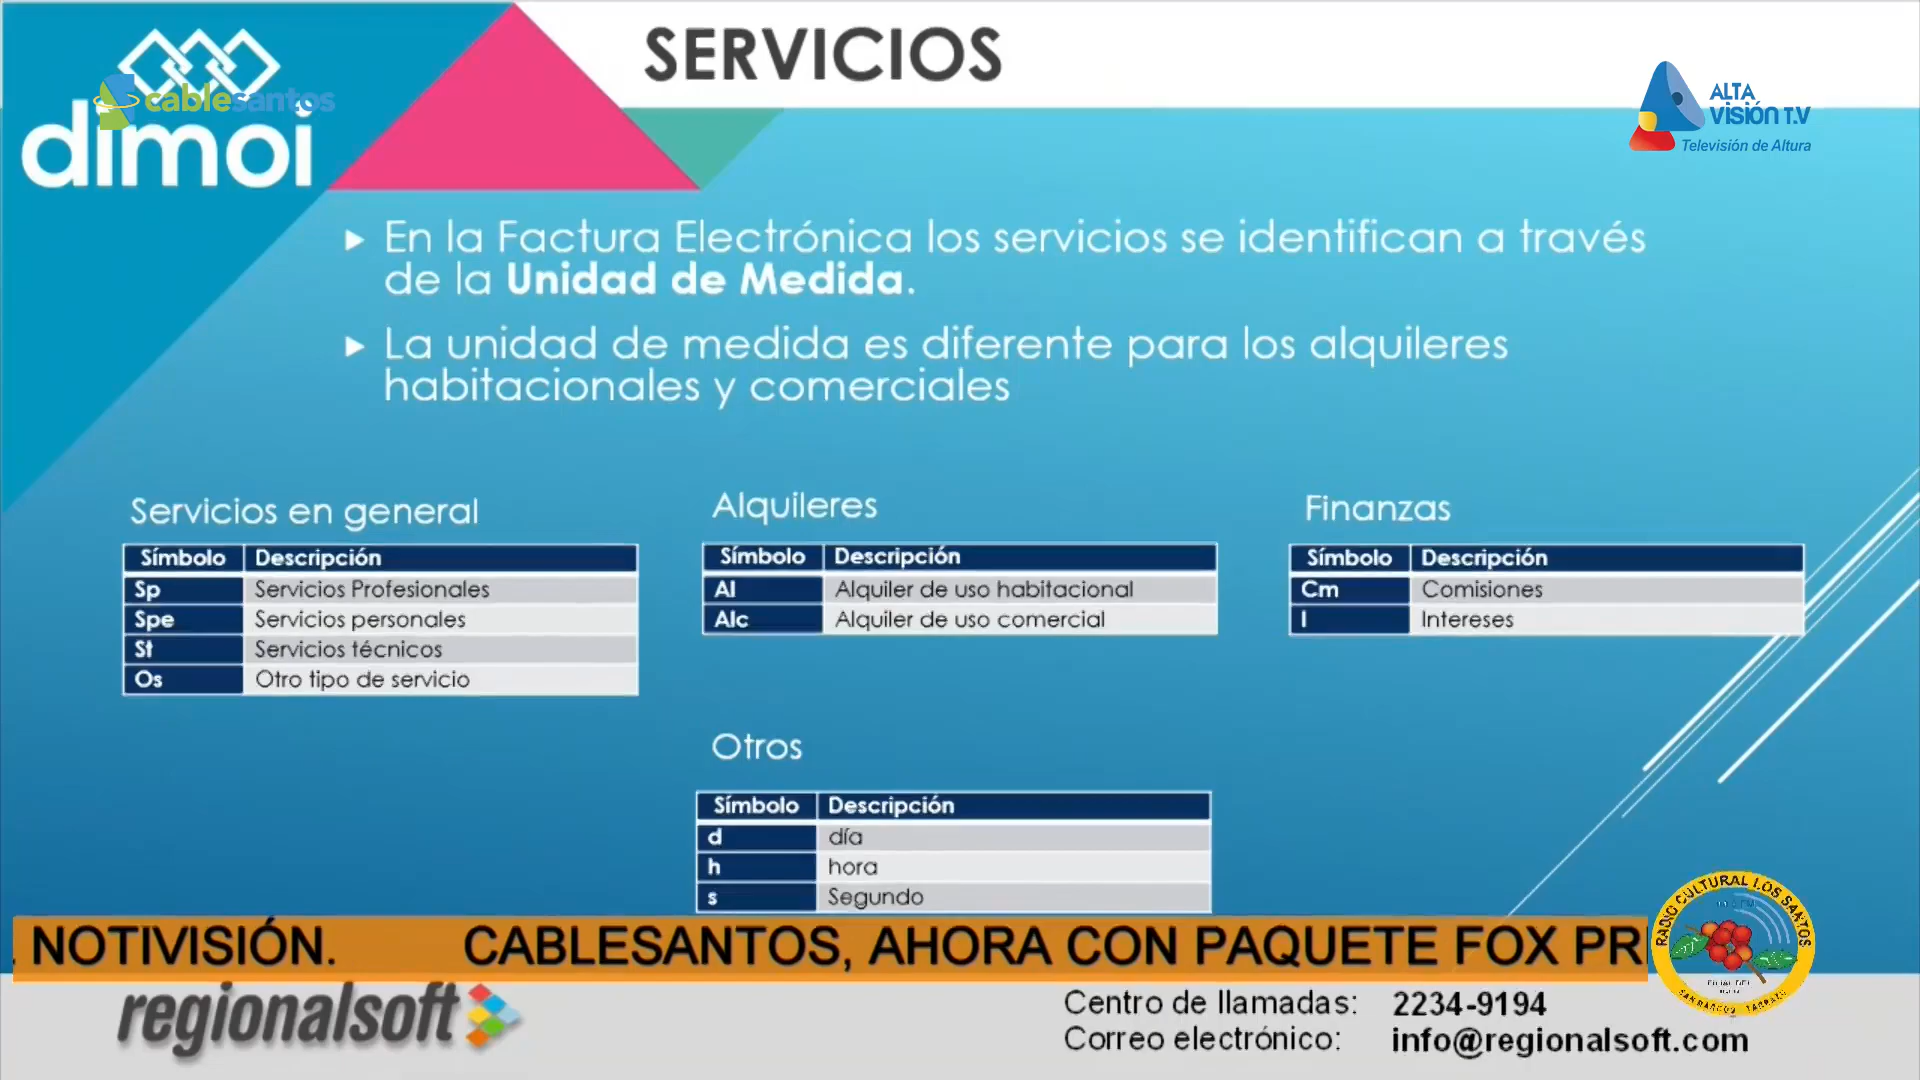 SERVICIOS
cablesantos
dimoi
ALTA
VISIÓN T.V
Televisión de Altura
En la Factura Electrónica los servicios se identifican a través
de la Unidad de Medida.
La unidad de medida es diferente para los alquileres
habitacionales y comerciales
Servicios en general
Símbolo Descripción
Sp Servicios Profesionales
Spe Servicios personales
St Servicios técnicos
Os Otro tipo de servicio
Alquileres
Símbolo Descripción
Al Alquiler de uso habitacional
Alc Alquiler de uso comercial
Finanzas
Símbolo Descripción
Cm Comisiones
I Intereses
Otros
Símbolo Descripción
d día
h hora
s Segundo
. NOTIVISIÓN. CABLESANTOS, AHORA CON PAQUETE FOX PR
RADIO CULTURAL LOS SANTOS
regionalsoft
Centro de llamadas: 2234-9194
Correo electrónico: info@regionalsoft.com